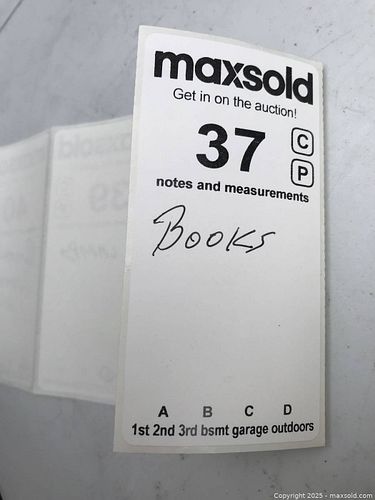 maxsold
Get in on the auction!
37
C
P
notes and measurements
Books
A B C D
1st 2nd 3rd bsmt garage outdoors
Copyright 2025 - maxsold.com